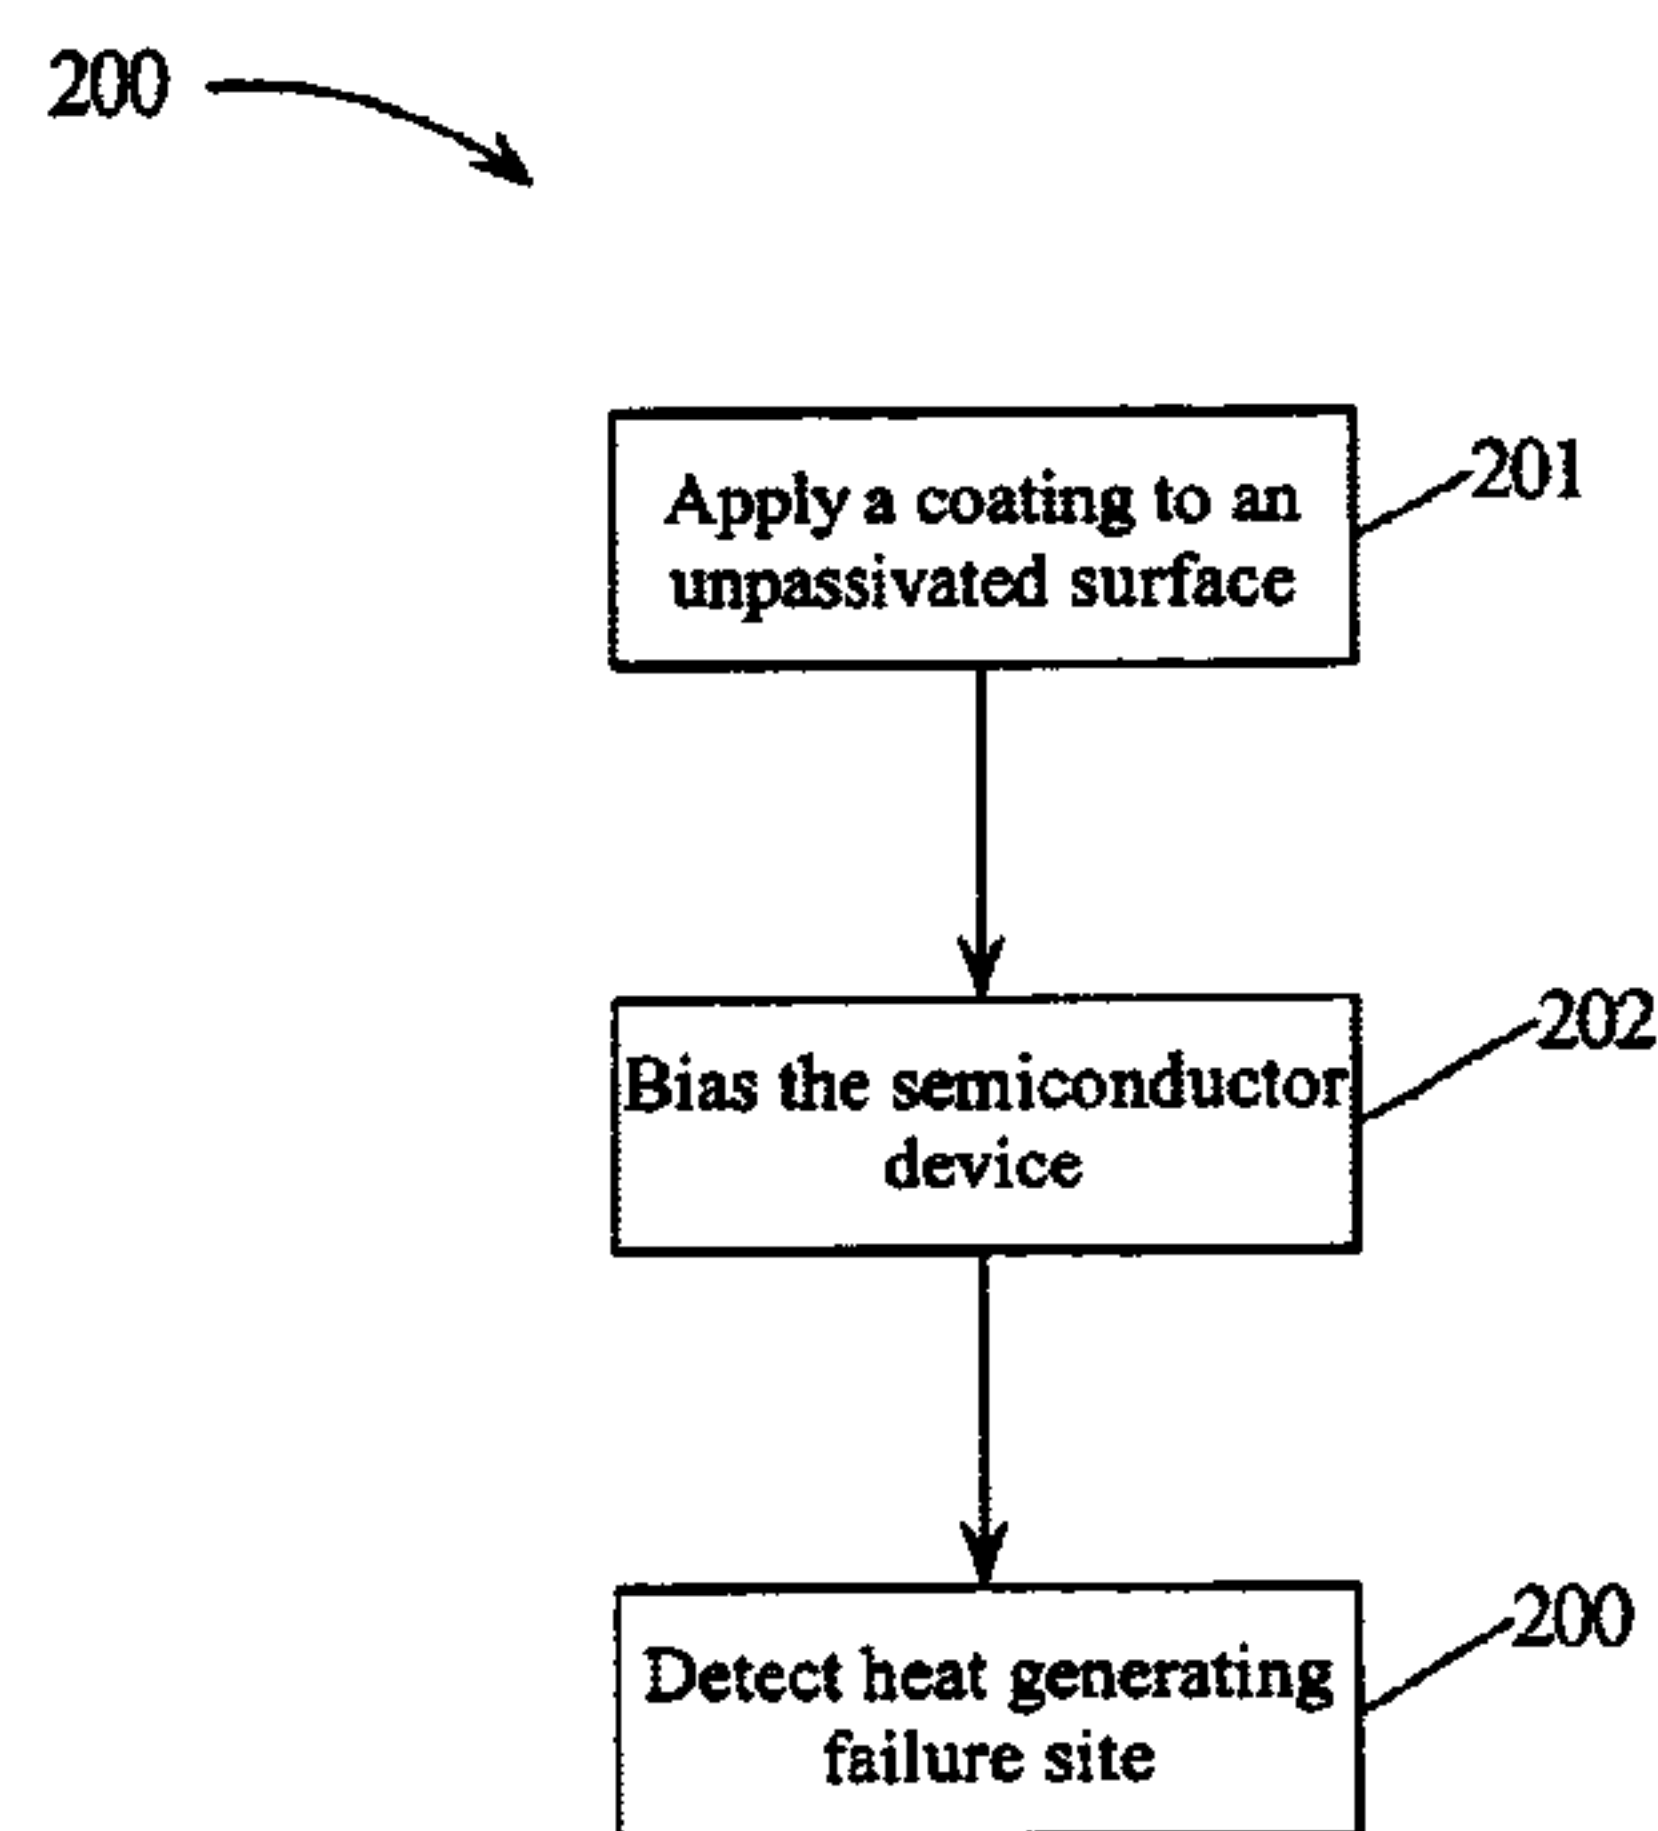 200
Apply a coating to an
unpassivated surface
201
Bias the semiconductor
device
202
Detect heat generating
failure site
200